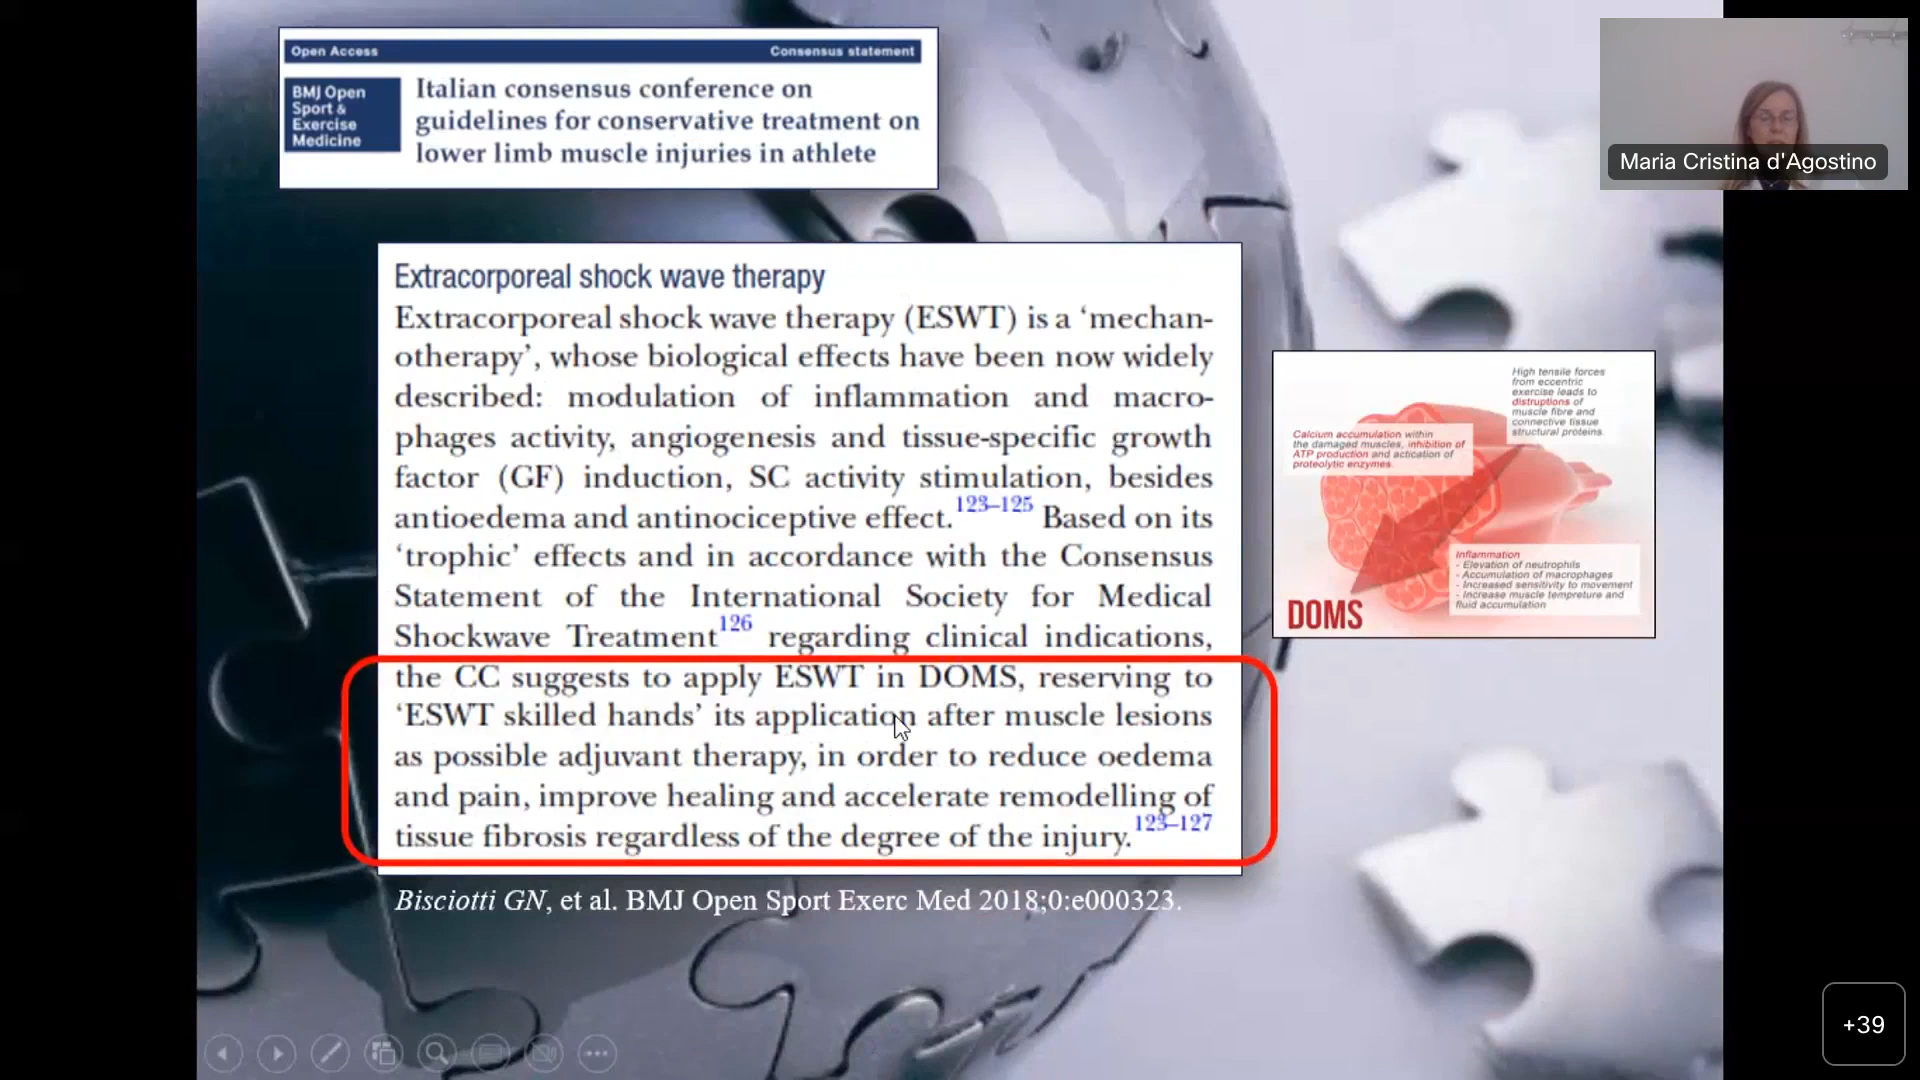 Open Access
Consensus statement
BMJ Open
Sport &
Exercise
Medicine
Italian consensus conference on
guidelines for conservative treatment on
lower limb muscle injuries in athlete
Maria Cristina d'Agostino
Extracorporeal shock wave therapy
Extracorporeal shock wave therapy (ESWT) is a ‘mechan-
otherapy’, whose biological effects have been now widely
described: modulation of inflammation and macro-
phages activity, angiogenesis and tissue-specific growth
factor (GF) induction, SC activity stimulation, besides
antioedema and antinociceptive effect.123–125 Based on its
‘trophic’ effects and in accordance with the Consensus
Statement of the International Society for Medical
Shockwave Treatment126 regarding clinical indications,
the CC suggests to apply ESWT in DOMS, reserving to
‘ESWT skilled hands’ its application after muscle lesions
as possible adjuvant therapy, in order to reduce oedema
and pain, improve healing and accelerate remodelling of
tissue fibrosis regardless of the degree of the injury.123–127
High tensile forces
from eccentric
exercise leads to
distruptions of
muscle fibre and
connective tissue
structural proteins.
Calcium accumulation within
the damaged muscles, inhibition of
ATP production and actication of
proteolytic enzymes.
Inflammation
- Elevation of neutrophils
- Accumulation of macrophages
- Increased sensitivity to movement
- Increase muscle tempreture and
fluid accumulation
DOMS
Bisciotti GN, et al. BMJ Open Sport Exerc Med 2018;0:e000323.
+39